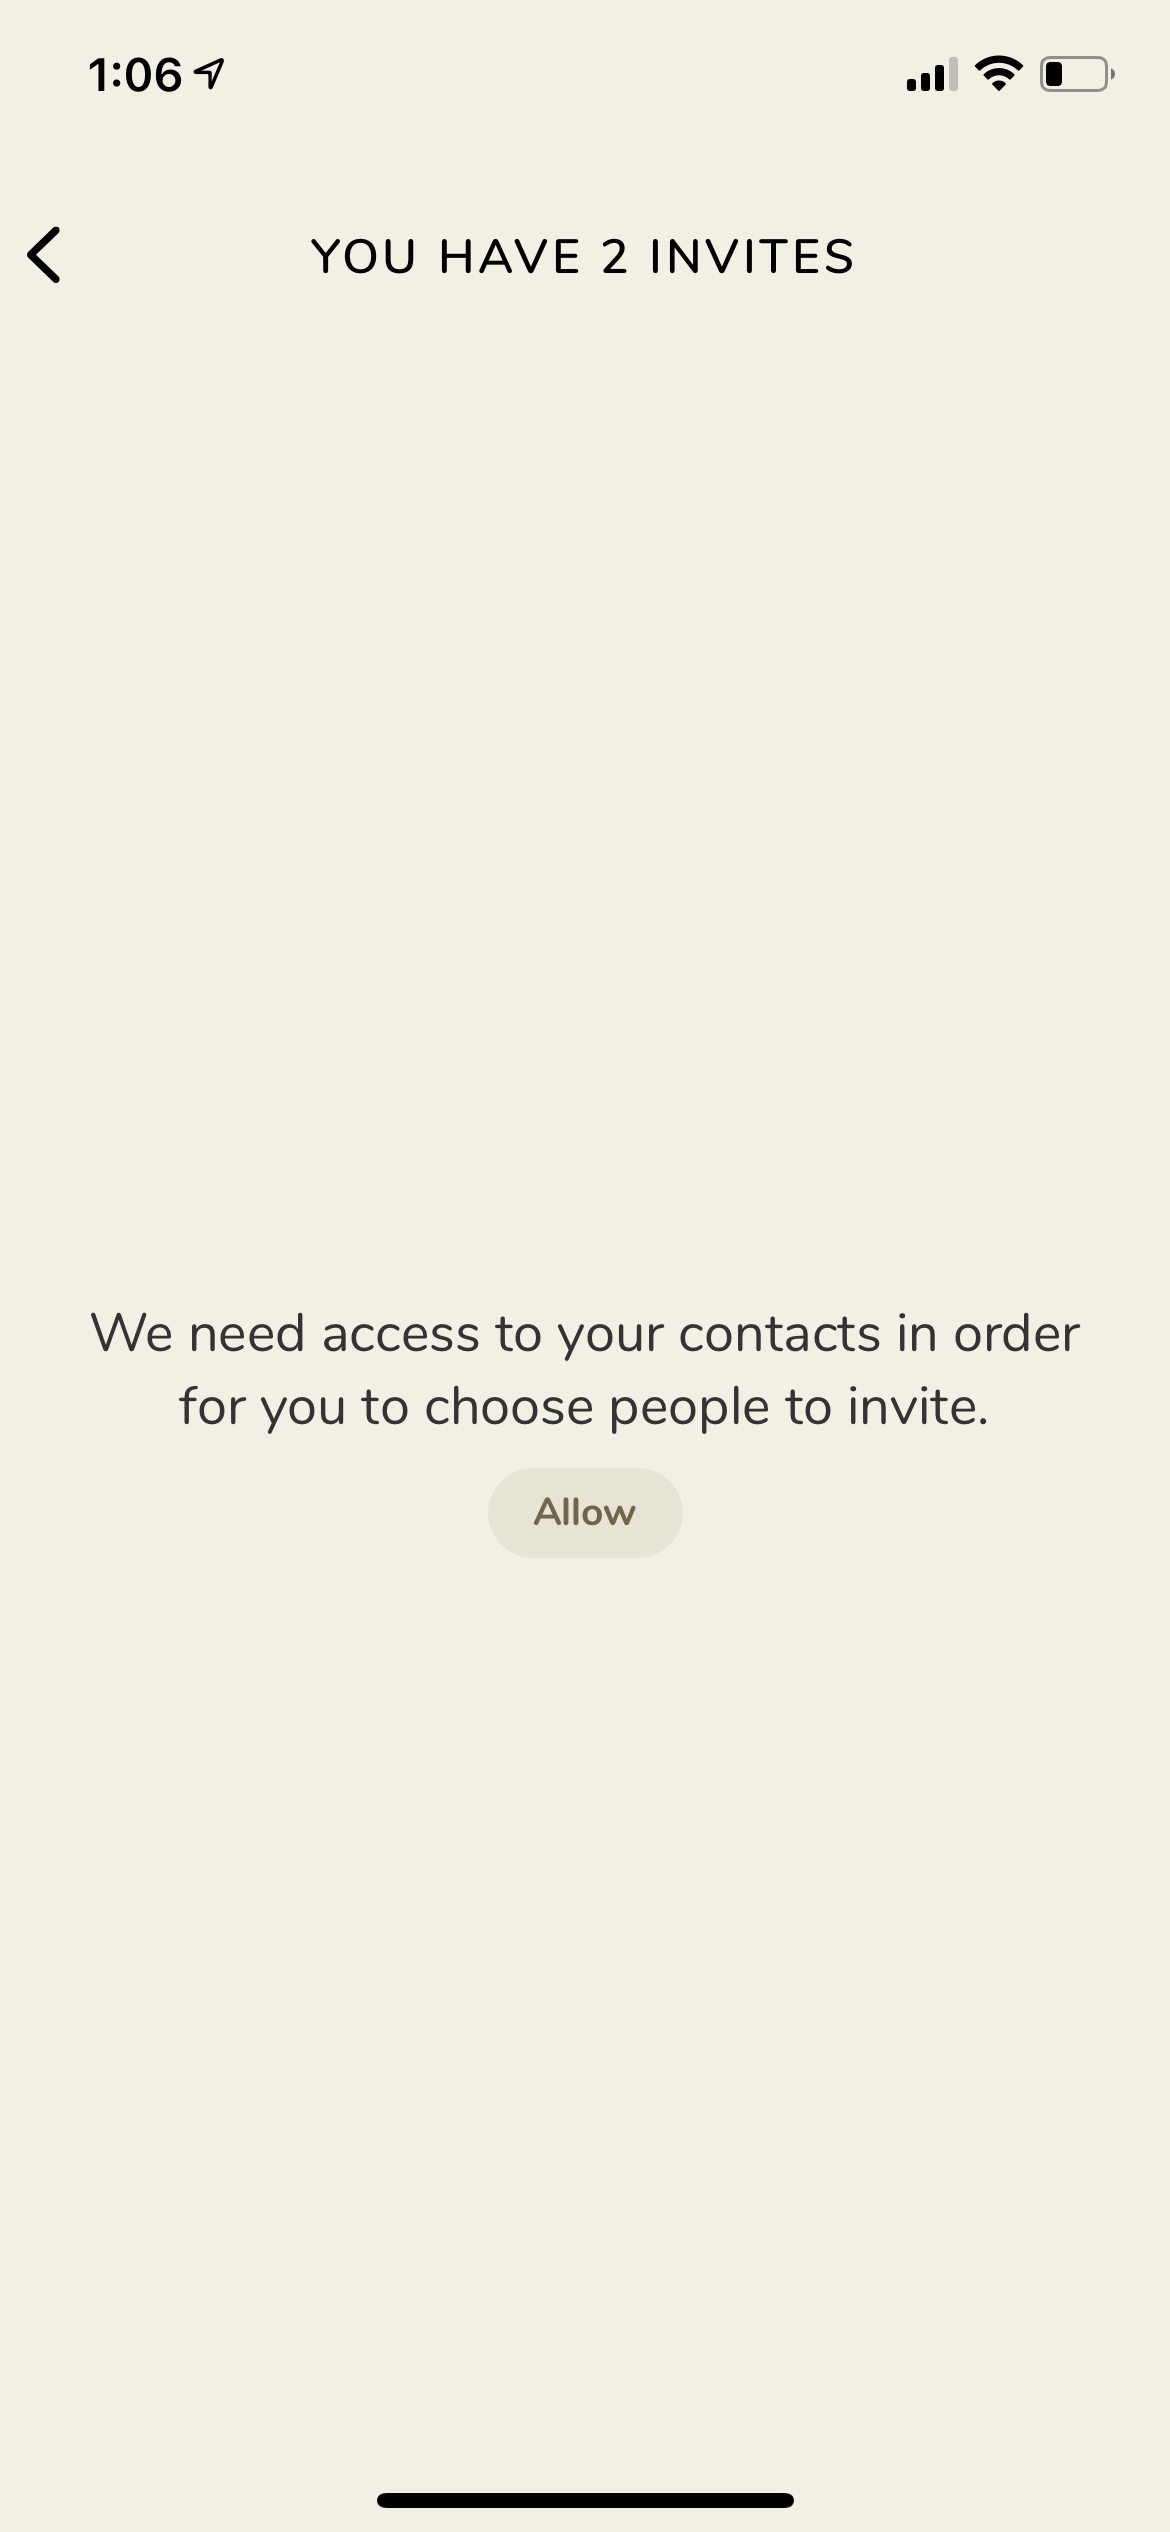 1:06
YOU HAVE 2 INVITES
We need access to your contacts in order
for you to choose people to invite.
Allow